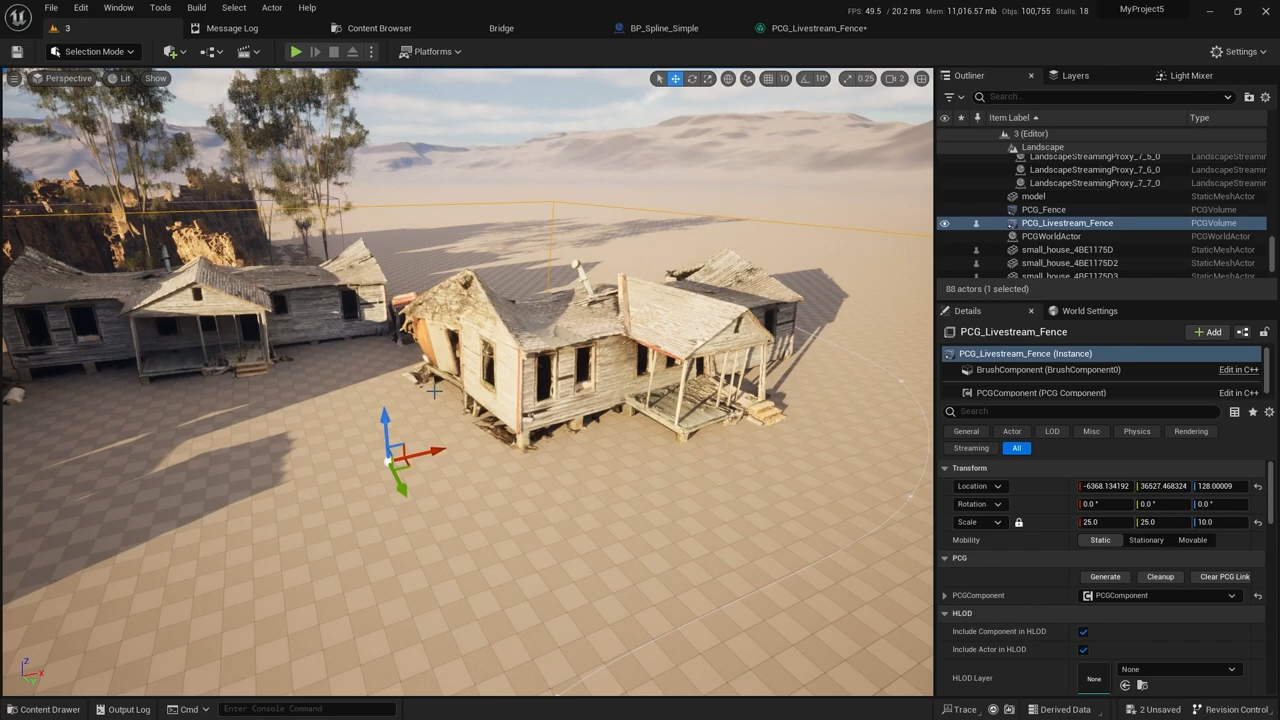 File Edit Window Tools Build Select Actor Help
FPS: 49.5 / 20.2 ms Mem: 11,016.57 mb Objs: 100,755 Stalls: 18
MyProject5
3
Message Log
Content Browser
Bridge
BP_Spline_Simple
PCG_Livestream_Fence•
Selection Mode
Platforms
Settings
Perspective Lit Show
10 10° 0.25 2
Outliner
Layers
Light Mixer
Search...
Item Label Type
3 (Editor)
Landscape
LandscapeStreamingProxy_7_5_0 LandscapeStreamir
LandscapeStreamingProxy_7_6_0 LandscapeStreamir
LandscapeStreamingProxy_7_7_0 LandscapeStreamir
model StaticMeshActor
PCG_Fence PCGVolume
PCG_Livestream_Fence PCGVolume
PCGWorldActor PCGWorldActor
small_house_4BE1175D StaticMeshActor
small_house_4BE1175D2 StaticMeshActor
small_house_4BE1175D3 StaticMeshActor
88 actors (1 selected)
Details
World Settings
PCG_Livestream_Fence
Add
PCG_Livestream_Fence (Instance)
BrushComponent (BrushComponent0) Edit in C++
PCGComponent (PCG Component) Edit in C++
Search
General Actor LOD Misc Physics Rendering
Streaming All
Transform
Location -6368.134192 36527.468324 128.00009
Rotation 0.0 ° 0.0 ° 0.0 °
Scale 25.0 25.0 10.0
Mobility Static Stationary Movable
PCG
Generate Cleanup Clear PCG Link
PCGComponent PCGComponent
HLOD
Include Component in HLOD
Include Actor in HLOD
HLOD Layer None None
Z X Y
Content Drawer Output Log Cmd Enter Console Command
Trace Derived Data 2 Unsaved Revision Control